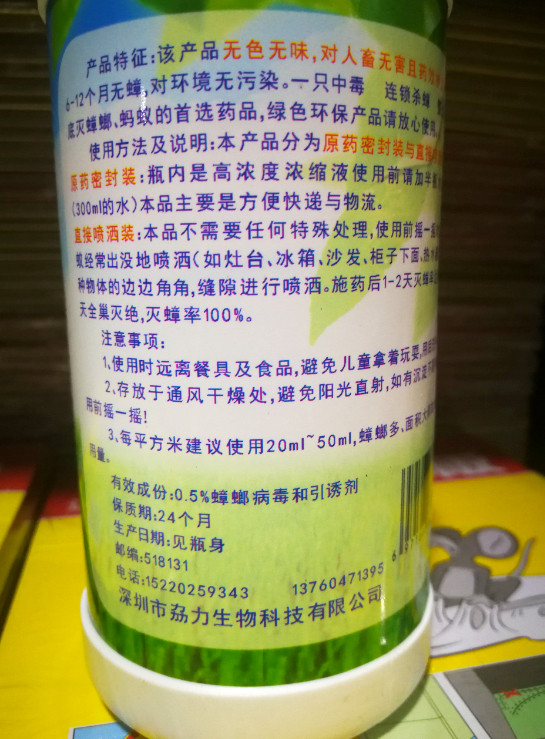 产品特征:该产品无色无味,对人畜无害且药效
6-12个月无蟑,对环境无污染。一只中毒 连锁杀蜂
底灭蟑螂、蚂蚁的首选药品,绿色环保产品请放心使用
使用方法及说明:本产品分为原药密封装与直接
原药密封装:瓶内是高浓度浓缩液使用前请加半
(300ml的水)本品主要是方便快递与物流。
直接喷洒装:本品不需要任何特殊处理,使用前摇一摇
蚁经常出没地喷洒(如灶台、冰箱、沙发、柜子下面、热水
种物体的边边角角,缝隙进行喷洒。施药后1-2天灭蟑率
天全巢灭绝,灭蟑率100%。
注意事项:
1、使用时远离餐具及食品,避免儿童拿着玩耍,用
2、存放于通风干燥处,避免阳光直射,如有沉淀
用前摇一摇!
3、每平方米建议使用20ml~50ml,蟑螂多、面积大
用量。
有效成份:0.5%蟑螂病毒和引诱剂
保质期:24个月
生产日期:见瓶身
邮编:518131
电话:15220259343 13760471395
深圳市劦力生物科技有限公司